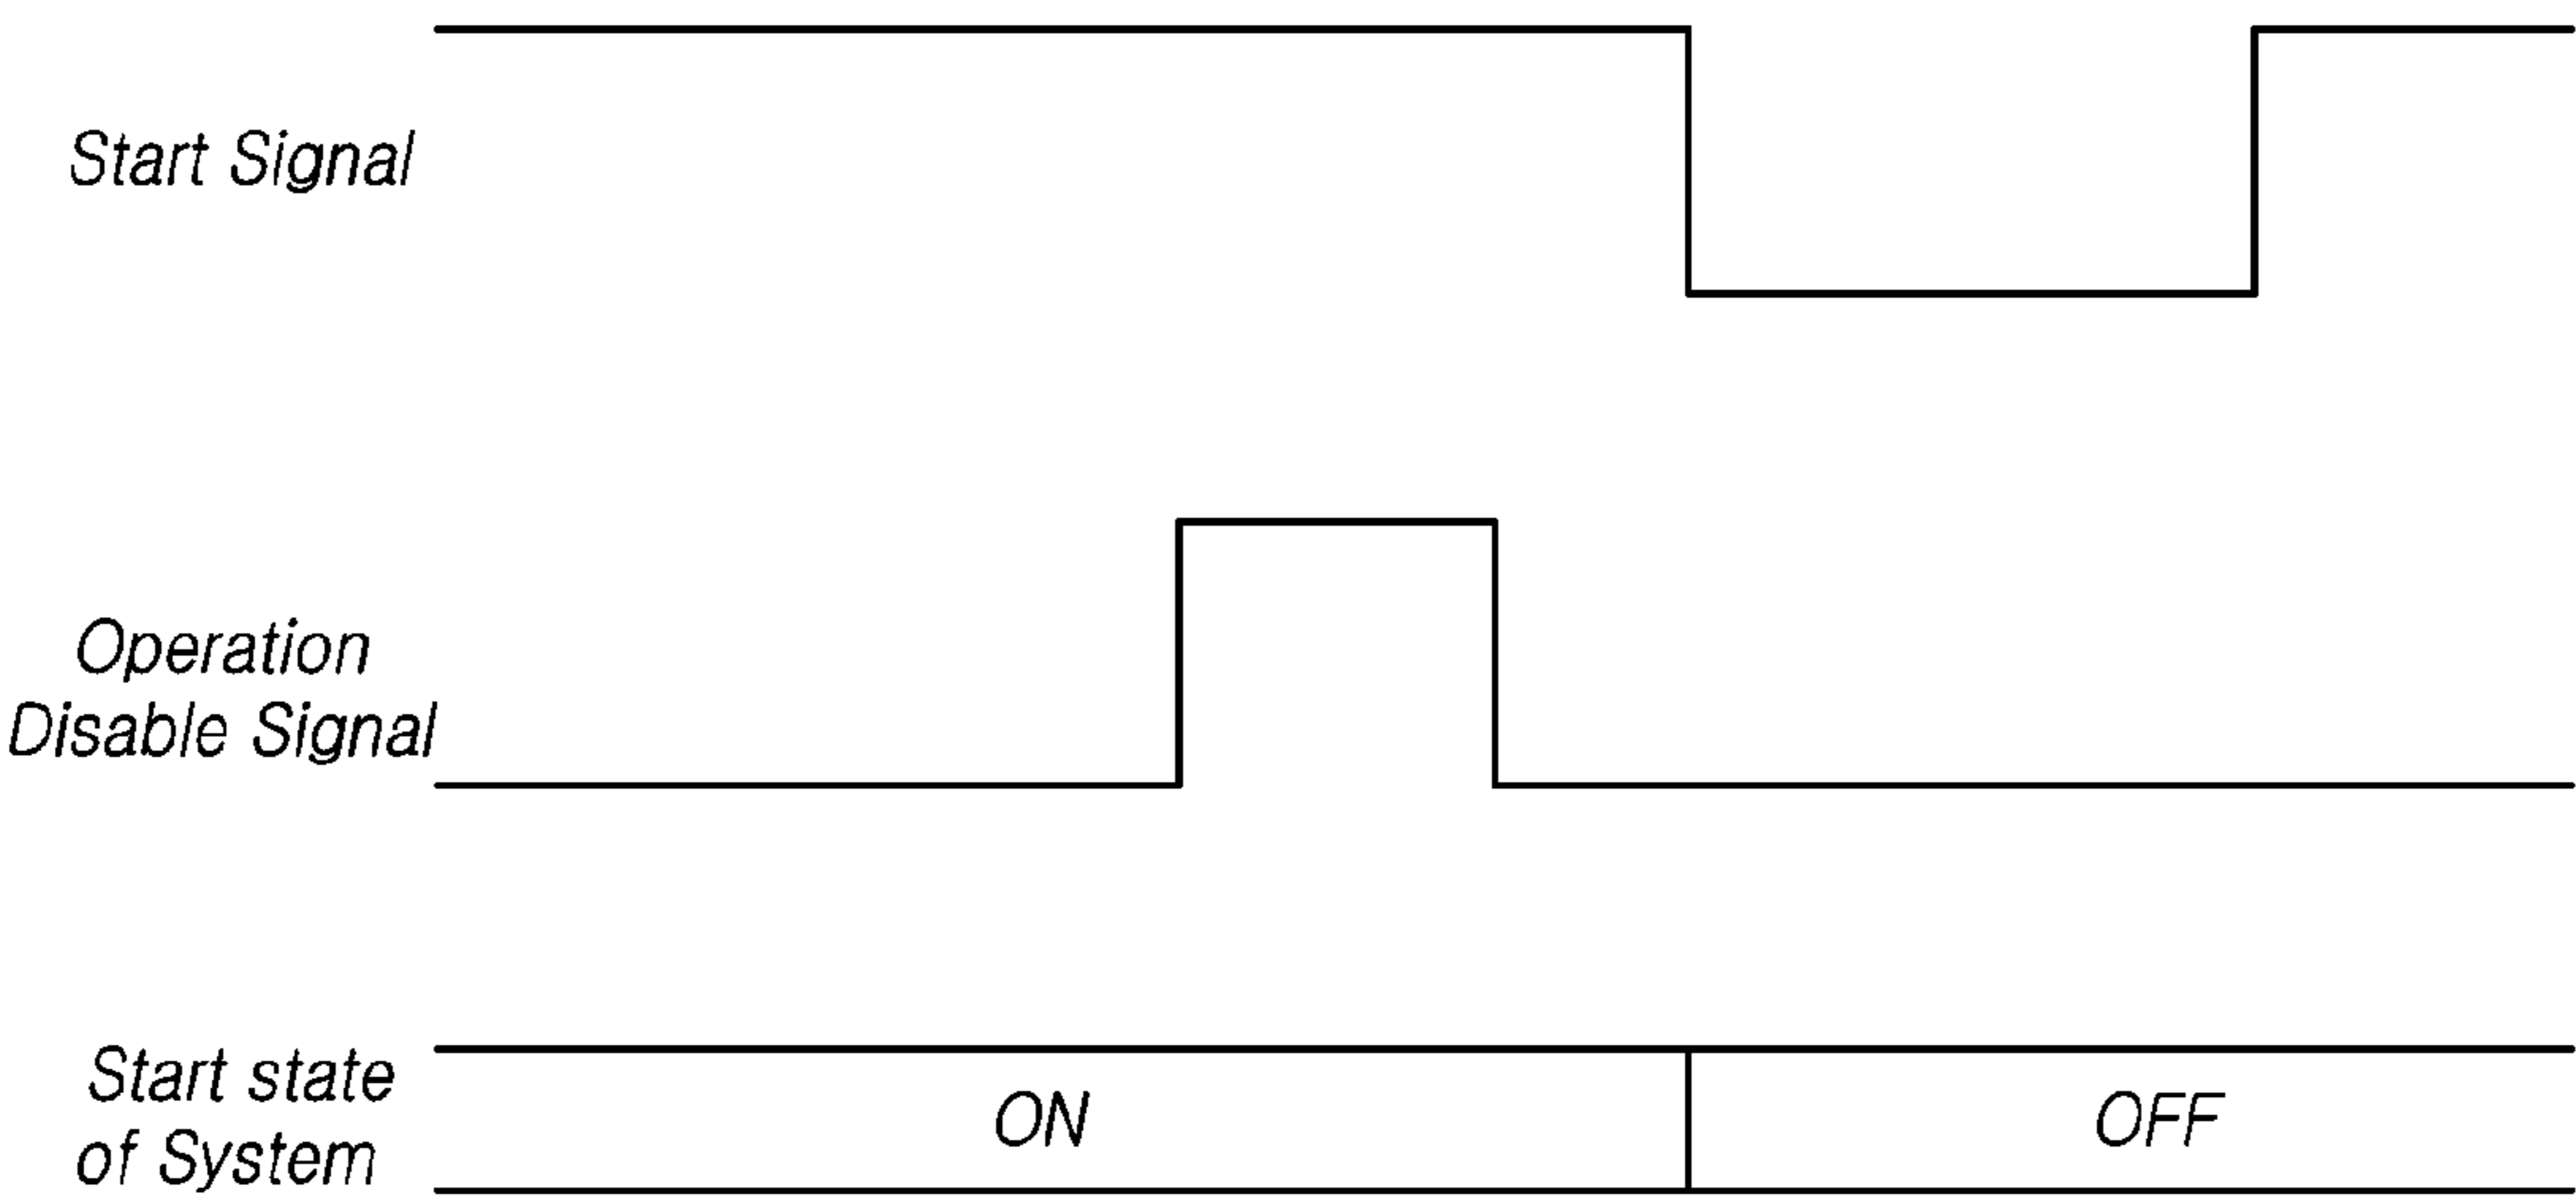 Start Signal
Operation
Disable Signal
Start state
of System
ON
OFF